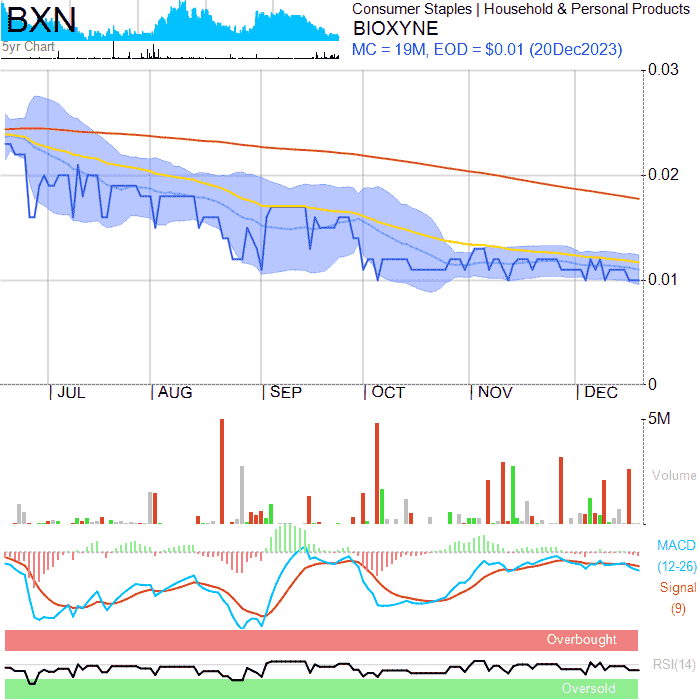 BXN
5yr Chart
Consumer Staples | Household & Personal Products
BIOXYNE
MC = 19M, EOD = $0.01 (20Dec2023)
0.03
0.02
0.01
0
JUL AUG SEP OCT NOV DEC
5M
Volume
MACD
(12-26)
Signal
(9)
Overbought
RSI(14)
Oversold